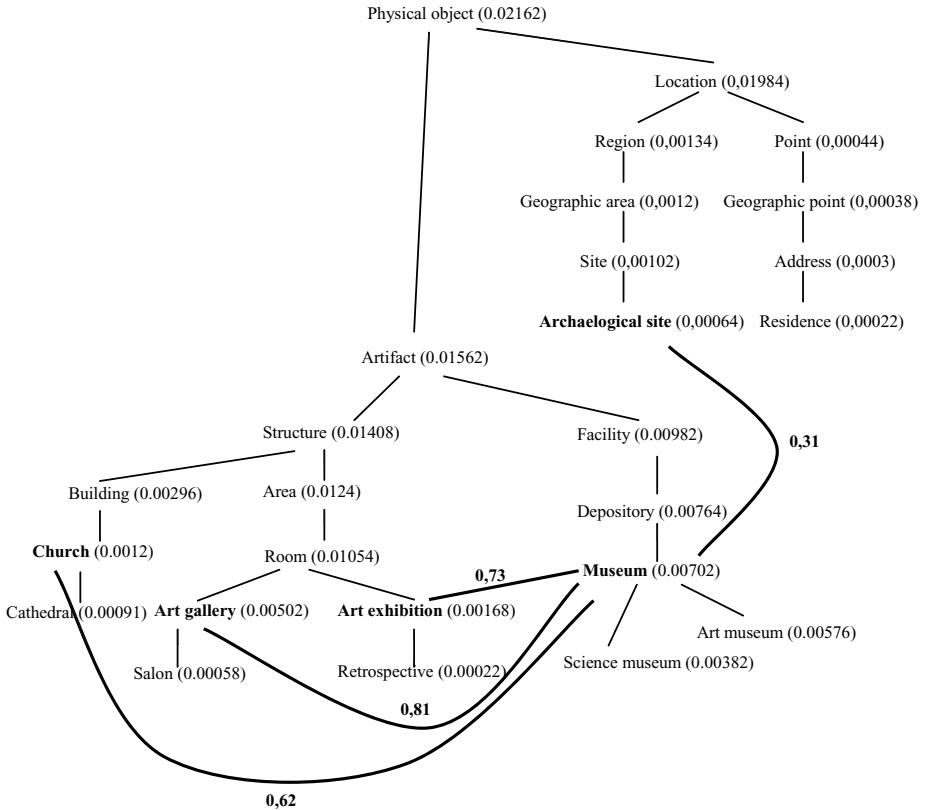 Physical object (0.02162)
Location (0,01984)
Region (0,00134) Point (0,00044)
Geographic area (0,0012) Geographic point (0,00038)
Site (0,00102) Address (0,0003)
Archaelogical site (0,00064) Residence (0,00022)
Artifact (0.01562)
Structure (0.01408) Facility (0.00982)
0,31
Building (0.00296) Area (0.0124)
Depository (0.00764)
Church (0.0012) Room (0.01054)
0,73 Museum (0.00702)
Cathedral (0.00091) Art gallery (0.00502) Art exhibition (0.00168)
Art museum (0.00576)
Salon (0.00058) Retrospective (0.00022) Science museum (0.00382)
0,81
0,62